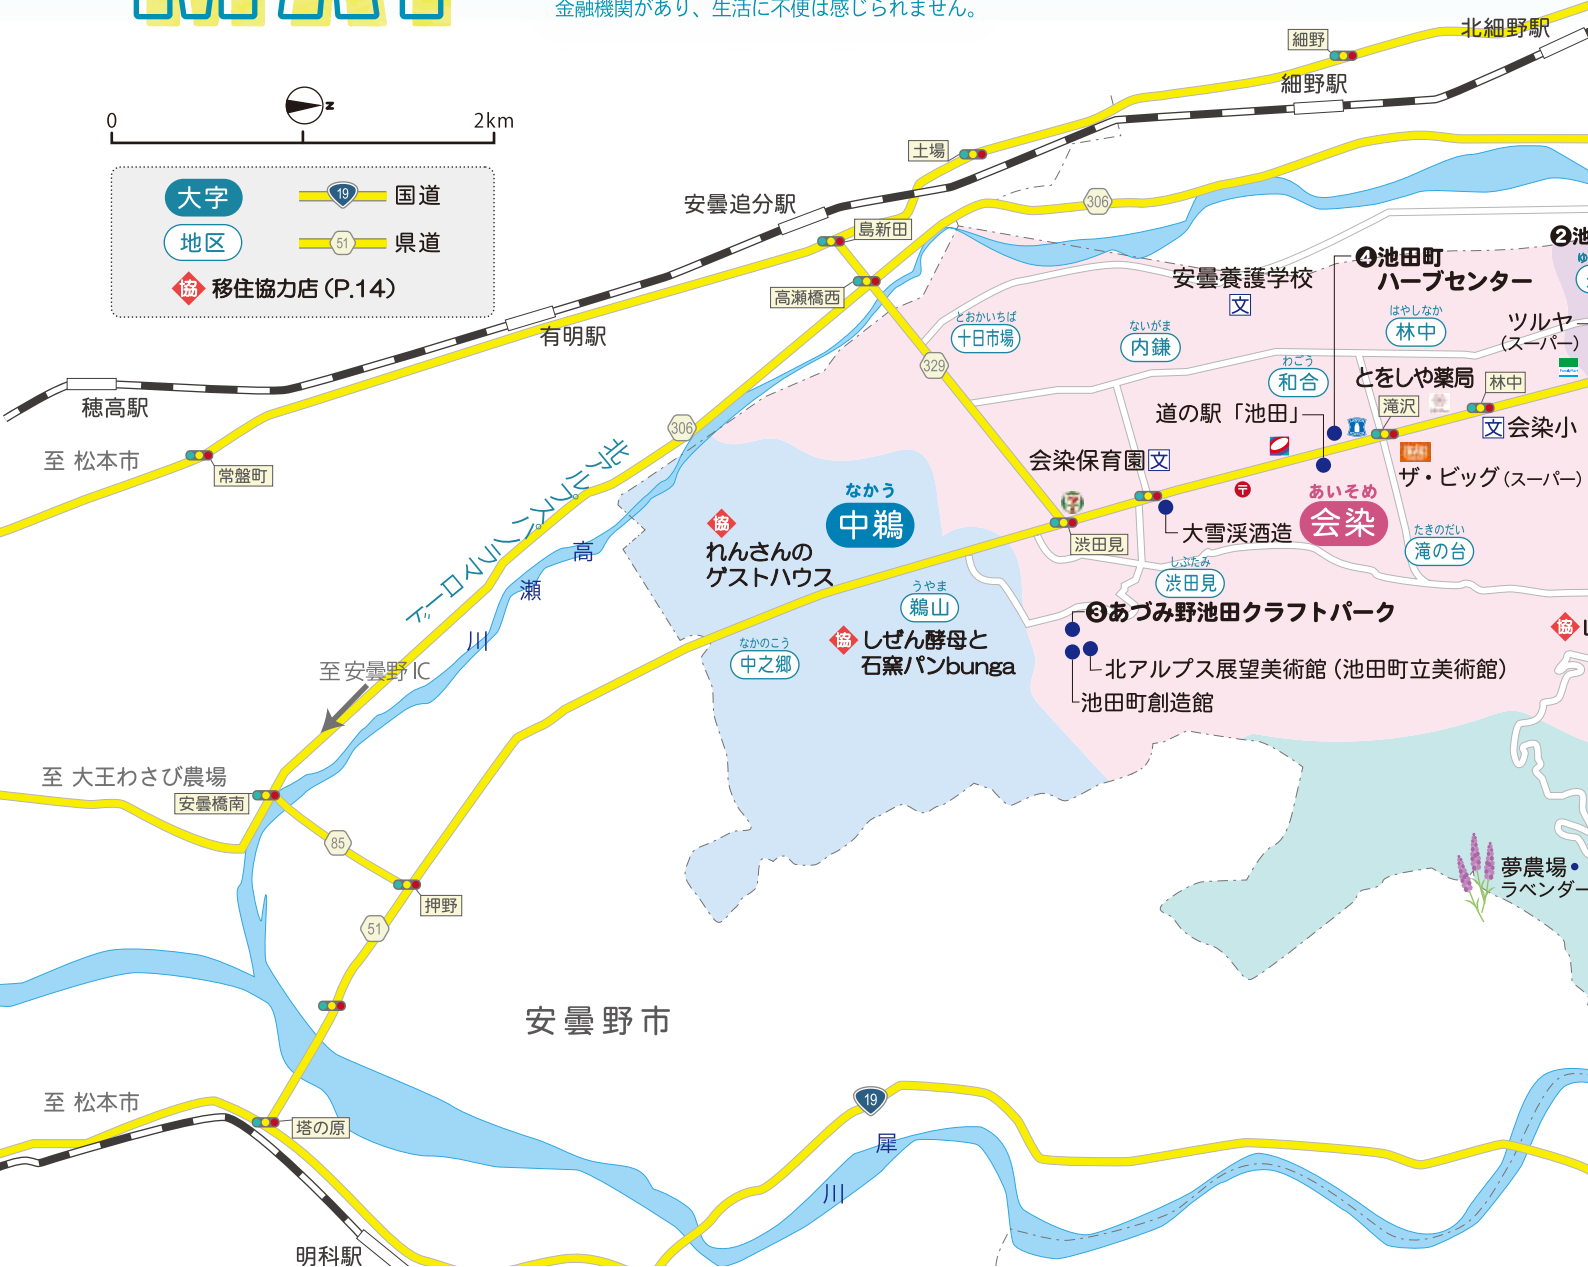 金融機関があり、生活に不便は感じられません。
0
2km
N
大字
19
国道
地区
51
県道
協
移住協力店(P.14)
北細野駅
細野
細野駅
土場
安曇追分駅
島新田
306
高瀬橋西
有明駅
穂高駅
至 松本市
常盤町
306
329
北アルプスパノラマロード
高瀬川
至 安曇野IC
至 大王わさび農場
安曇橋南
85
押野
51
安曇野市
至 松本市
塔の原
明科駅
19
犀川
とおかいちば
十日市場
ないがま
内鎌
安曇養護学校
文
❹池田町
ハーブセンター
❷池
はやしなか
林中
ツルヤ
(スーパー)
わごう
和合
とをしや薬局
林中
滝沢
道の駅「池田」
文
会染小
会染保育園
文
ザ・ビッグ(スーパー)
〒
あいそめ
会染
大雪渓酒造
渋田見
しぶたみ
渋田見
たきのだい
滝の台
協
れんさんの
ゲストハウス
なかう
中鵜
うやま
鵜山
なかのごう
中之郷
協
しぜん酵母と
石窯パンbunga
❸あづみ野池田クラフトパーク
北アルプス展望美術館(池田町立美術館)
池田町創造館
協
夢農場
ラベンダー